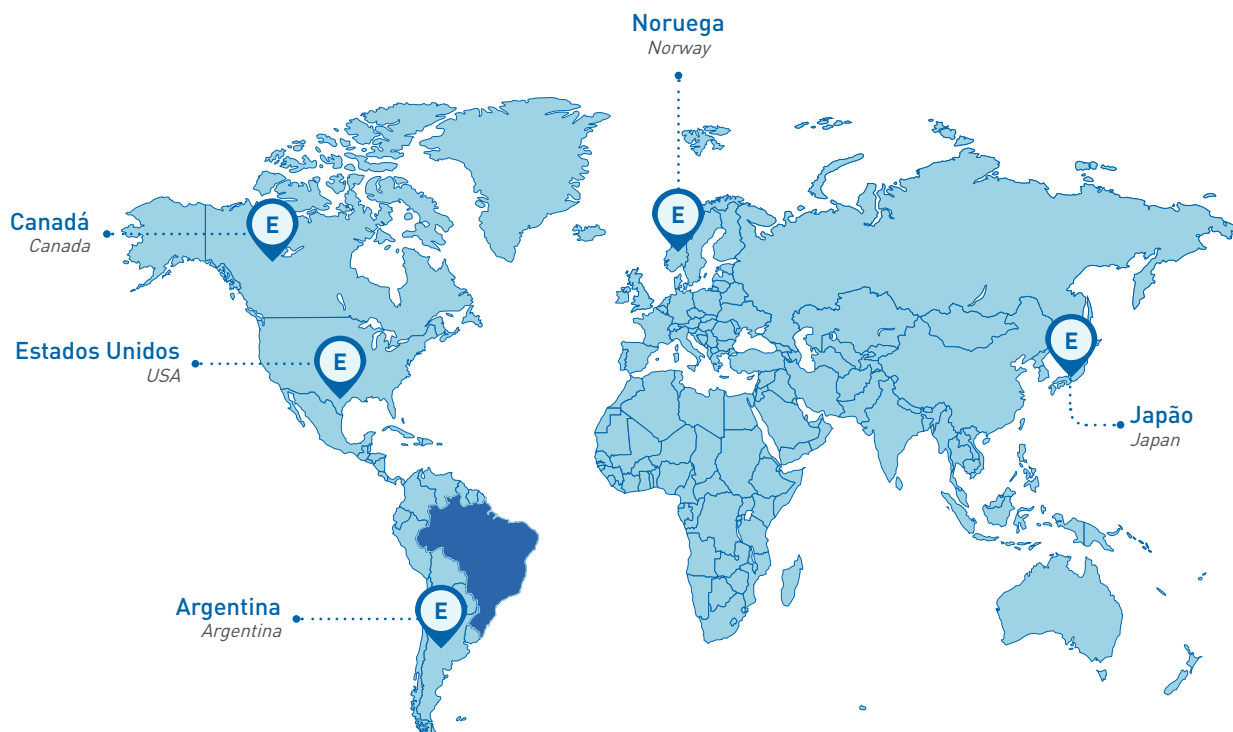 Noruega
Norway
E
Canadá
Canada
E
Estados Unidos
USA
E
E
Japão
Japan
Argentina
Argentina
E